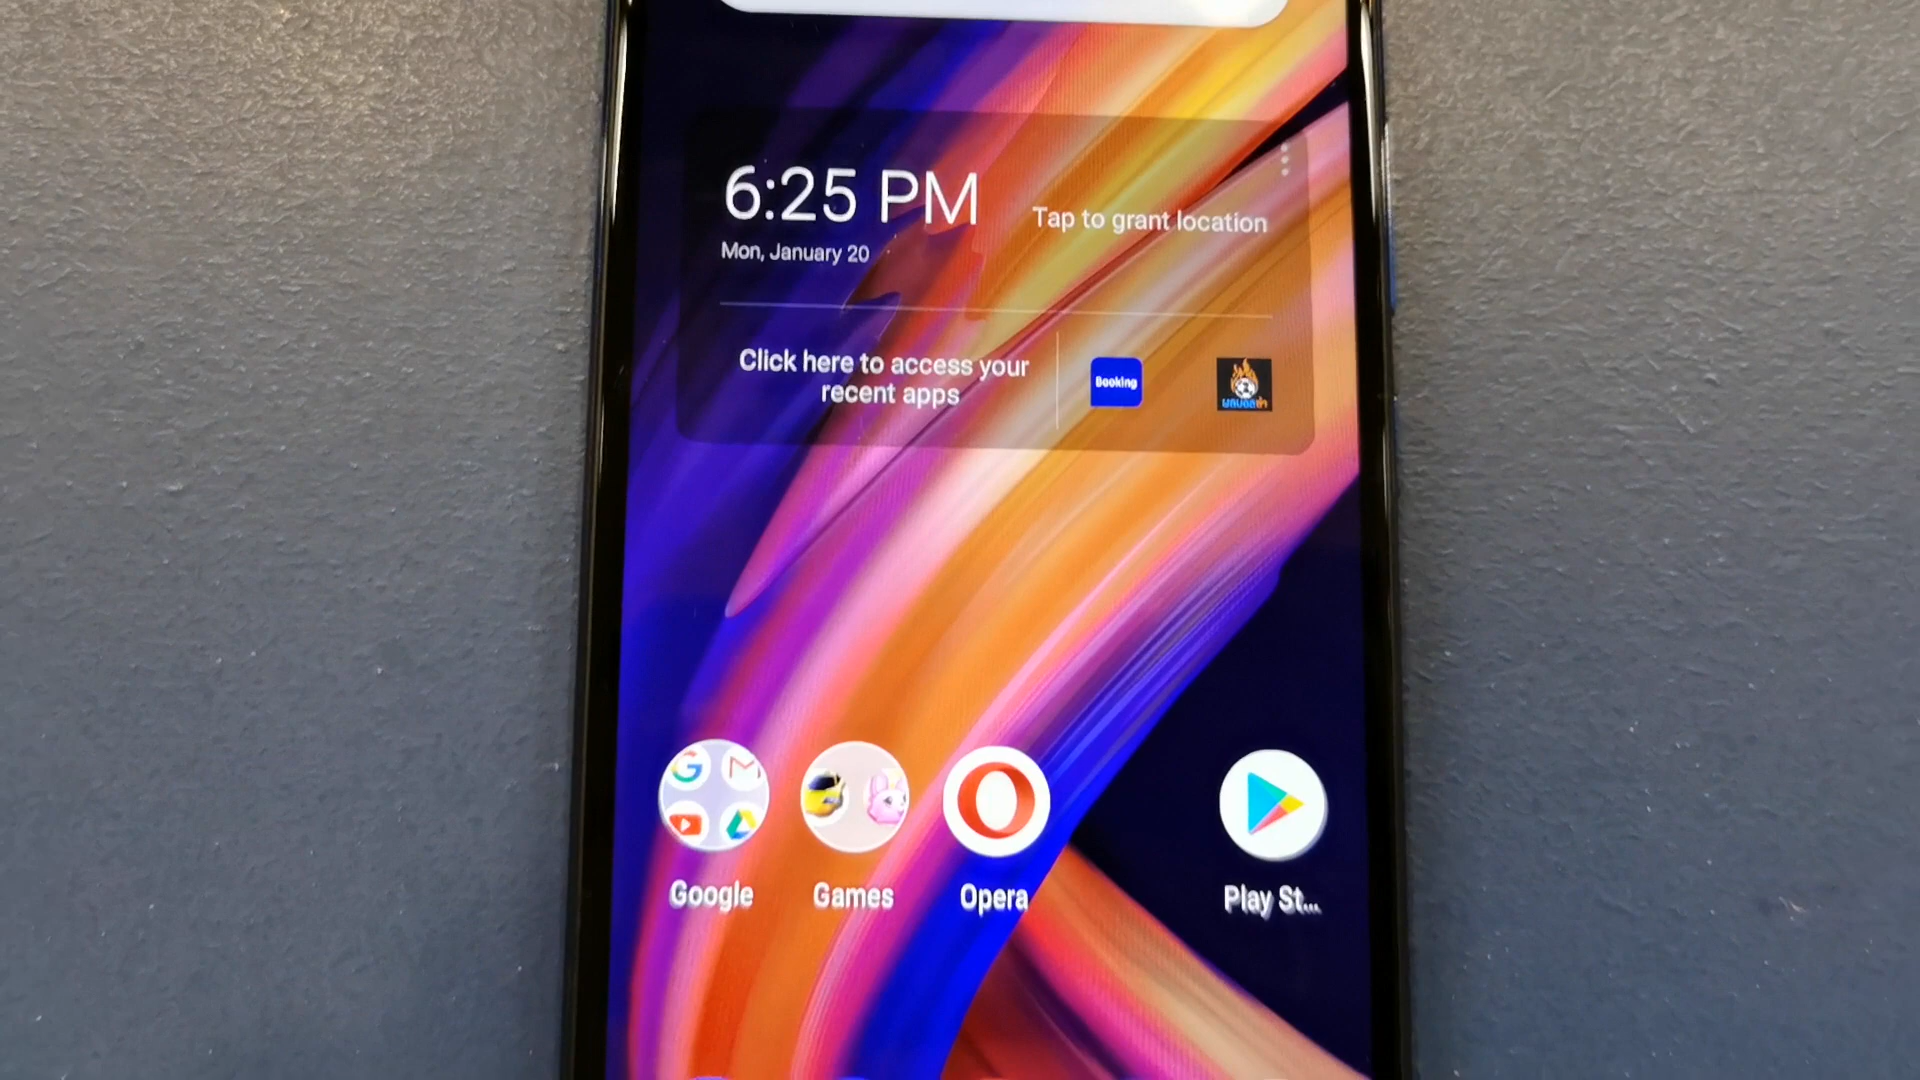 6:25 PM
Mon, January 20
Tap to grant location
Click here to access your
recent apps
Booking
Google
Games
Opera
Play St...